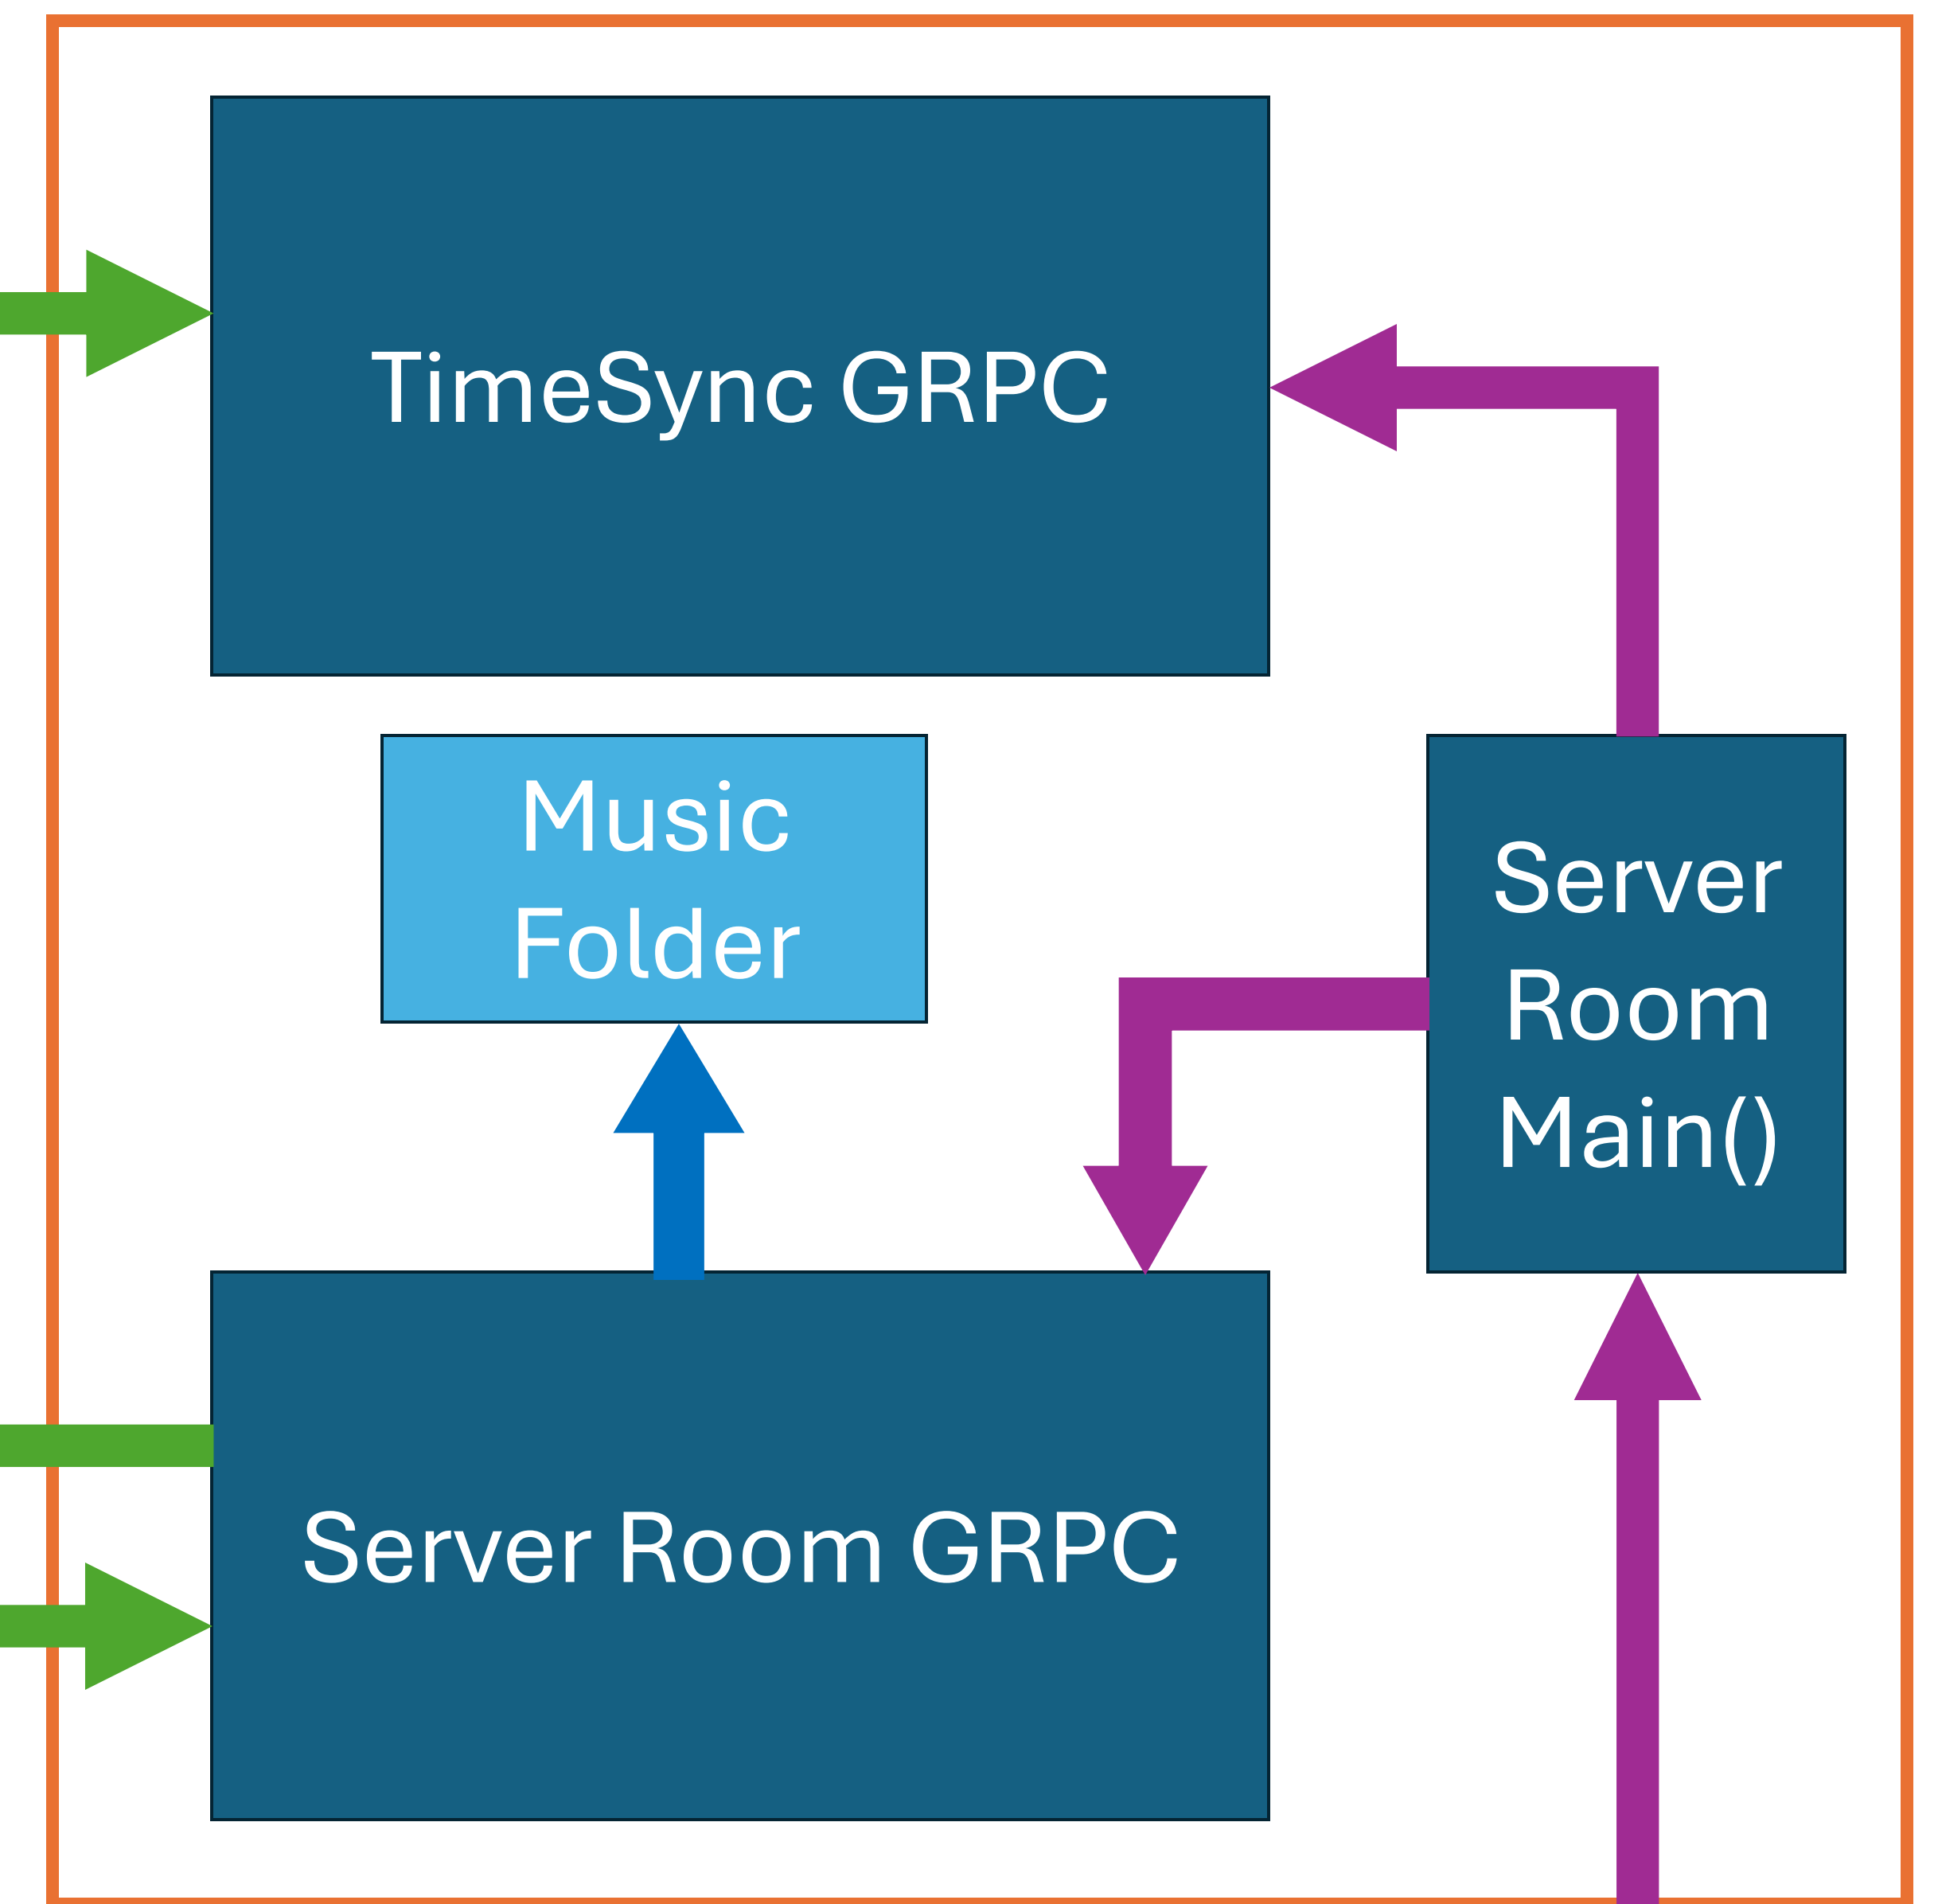 TimeSync GRPC
Music
Folder
Server
Room
Main()
Server Room GRPC